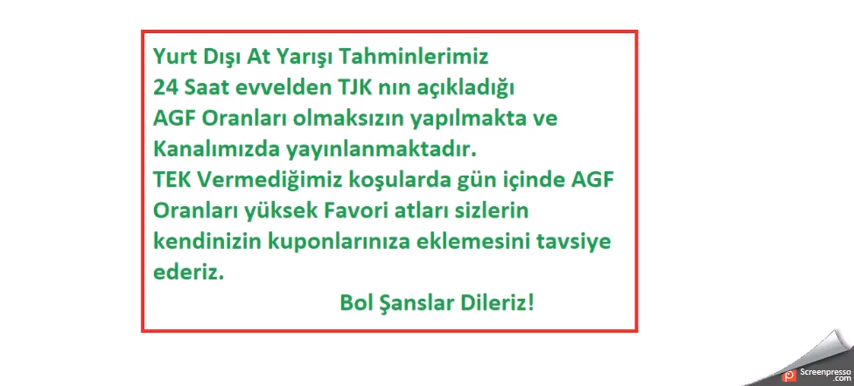 Yurt Dışı At Yarışı Tahminlerimiz
24 Saat evvelden TJK nın açıkladığı
AGF Oranları olmaksızın yapılmakta ve
Kanalımızda yayınlanmaktadır.
TEK Vermediğimiz koşularda gün içinde AGF
Oranları yüksek Favori atları sizlerin
kendinizin kuponlarınıza eklemesini tavsiye
ederiz.
Bol Şanslar Dileriz!
Screenpresso
.com